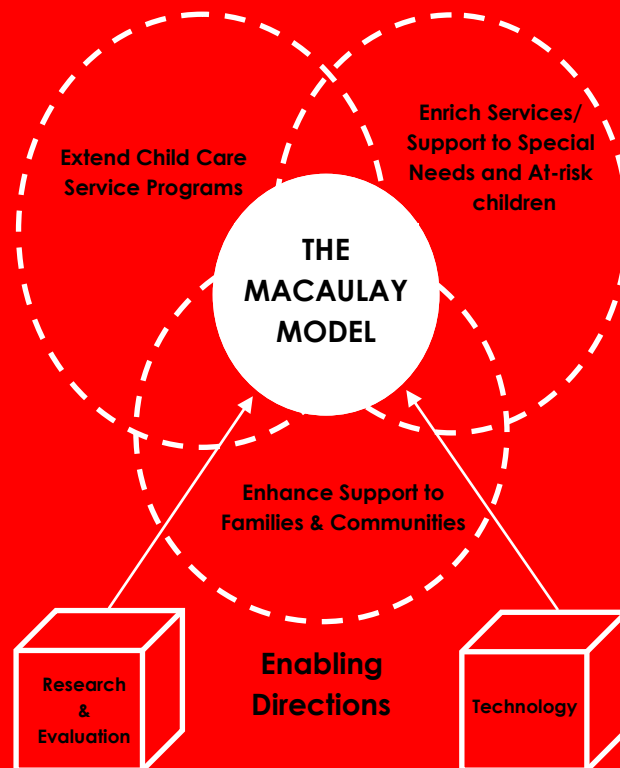 Extend Child Care
Service Programs
Enrich Services/
Support to Special
Needs and At-risk
children
THE
MACAULAY
MODEL
Enhance Support to
Families & Communities
Enabling
Directions
Research
&
Evaluation
Technology